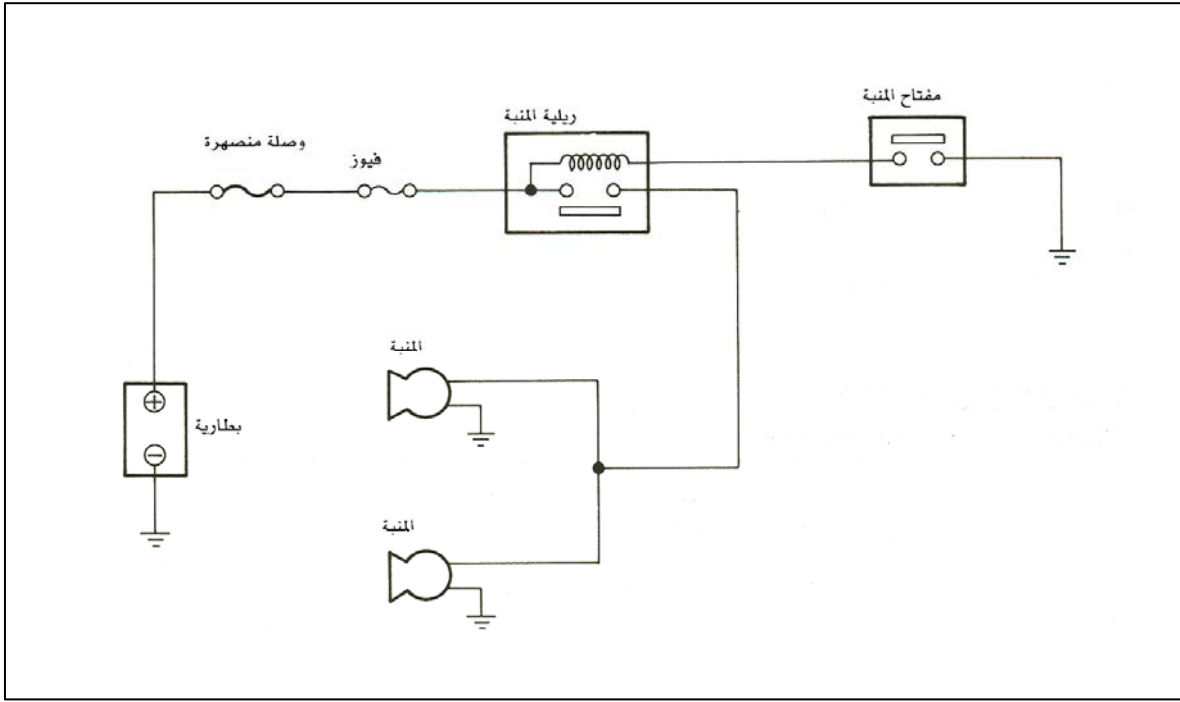 مفتاح المنبة
ريلية المنبة
وصلة منصهرة
فيوز
المنبة
بطارية
المنبة